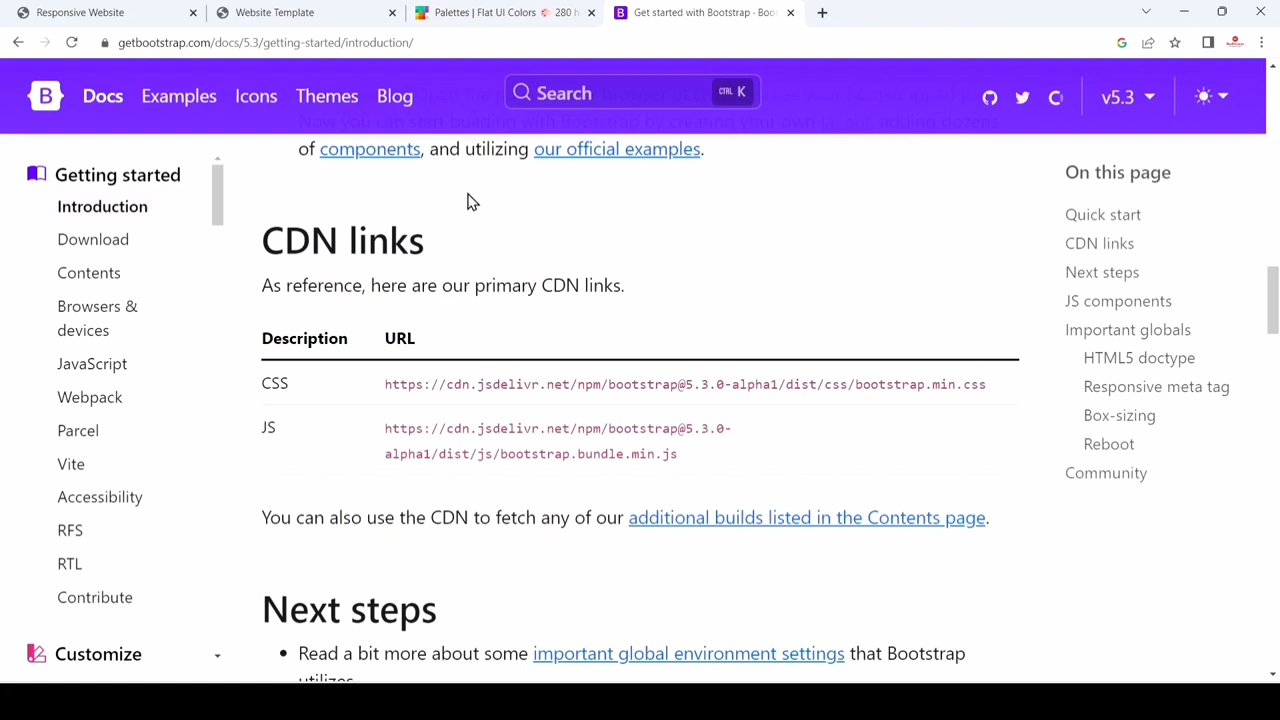 Responsive Website
Website Template
Palettes | Flat UI Colors 280 h
Get started with Bootstrap · Boo
getbootstrap.com/docs/5.3/getting-started/introduction/
B
Docs
Examples
Icons
Themes
Blog
Search
CTRL K
v5.3
Now you can start building with Bootstrap by creating your own layout, adding dozens
of components, and utilizing our official examples.
Getting started
Introduction
Download
Contents
Browsers &
devices
JavaScript
Webpack
Parcel
Vite
Accessibility
RFS
RTL
Contribute
Customize
CDN links
As reference, here are our primary CDN links.
Description URL
CSS https://cdn.jsdelivr.net/npm/bootstrap@5.3.0-alpha1/dist/css/bootstrap.min.css
JS https://cdn.jsdelivr.net/npm/bootstrap@5.3.0-
alpha1/dist/js/bootstrap.bundle.min.js
You can also use the CDN to fetch any of our additional builds listed in the Contents page.
Next steps
• Read a bit more about some important global environment settings that Bootstrap
utilizes
On this page
Quick start
CDN links
Next steps
JS components
Important globals
HTML5 doctype
Responsive meta tag
Box-sizing
Reboot
Community